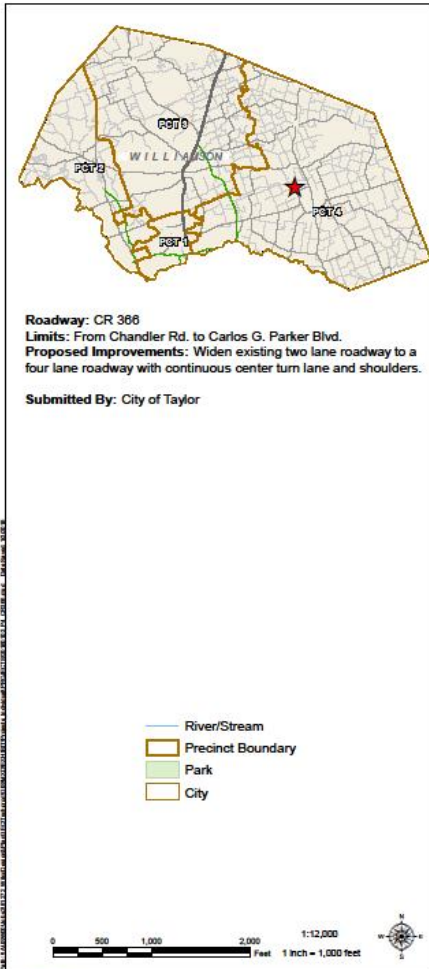 PCT 3
WILLIAMSON
PCT 2
PCT 4
PCT 1
Roadway: CR 366
Limits: From Chandler Rd. to Carlos G. Parker Blvd.
Proposed Improvements: Widen existing two lane roadway to a
four lane roadway with continuous center turn lane and shoulders.
Submitted By: City of Taylor
River/Stream
Precinct Boundary
Park
City
0 500 1,000 2,000
Feet
1:12,000
1 inch = 1,000 feet
N
W E
S